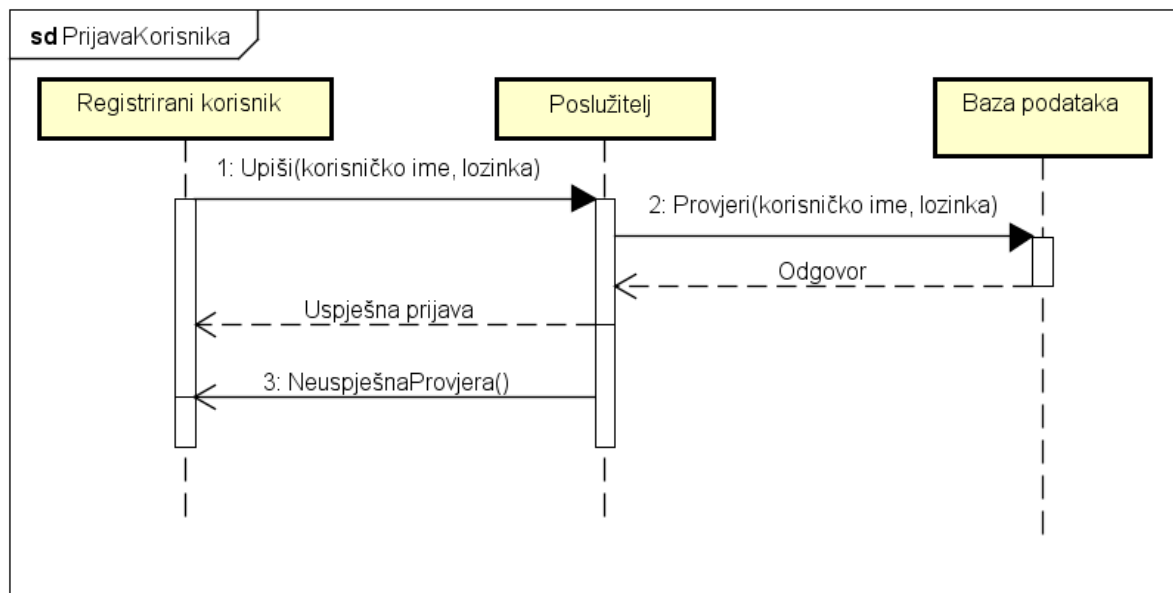 sd PrijavaKorisnika
Registrirani korisnik
Poslužitelj
Baza podataka
1: Upiši(korisničko ime, lozinka)
2: Provjeri(korisničko ime, lozinka)
Odgovor
Uspješna prijava
3: NeuspješnaProvjera()